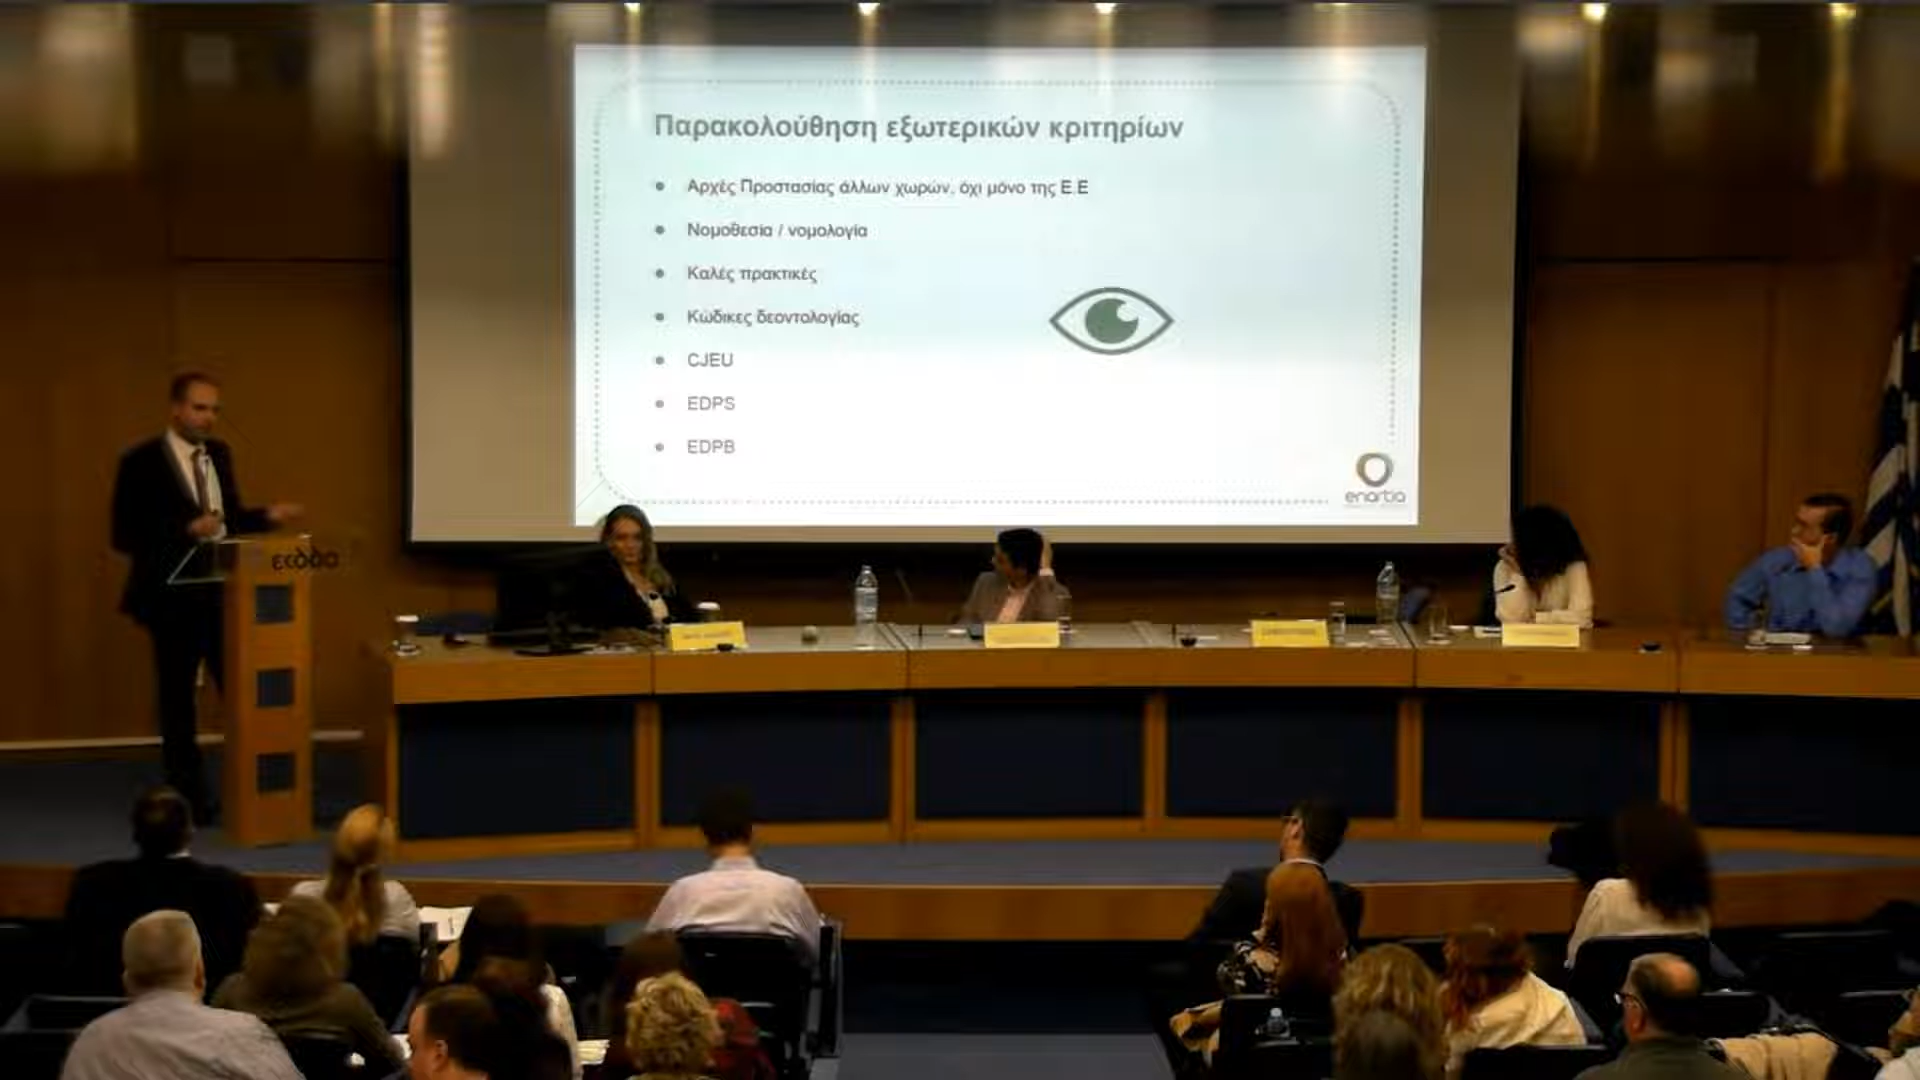 Παρακολούθηση εξωτερικών κριτηρίων
Αρχές Προστασίας άλλων χωρών, όχι μόνο της Ε.Ε
Νομοθεσία / νομολογία
Καλές πρακτικές
Κώδικες δεοντολογίας
CJEU
EDPS
EDPB
enartia
εκδδα